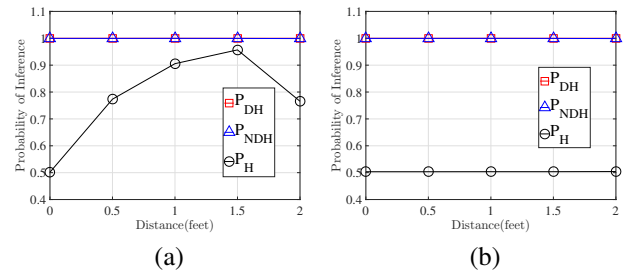 1.1
1
0.9
0.8
0.7
0.6
0.5
0.4
Probability of Inference
P_DH
P_NDH
P_H
0 0.5 1 1.5 2
Distance(feet)
(a)
1.1
1
0.9
0.8
0.7
0.6
0.5
0.4
Probability of Inference
P_DH
P_NDH
P_H
0 0.5 1 1.5 2
Distance(feet)
(b)